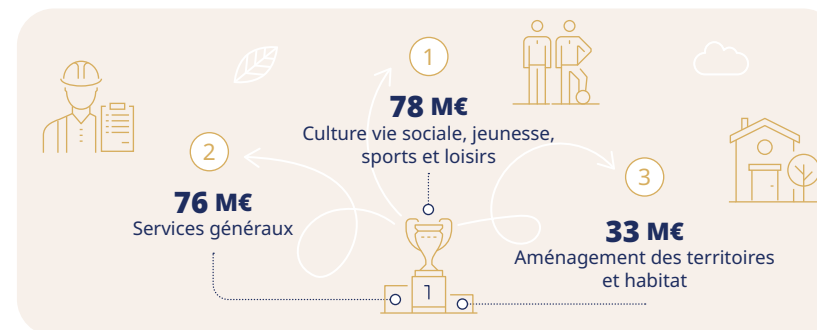 1
78 M€
Culture vie sociale, jeunesse,
sports et loisirs
2
76 M€
Services généraux
3
33 M€
Aménagement des territoires
et habitat
1